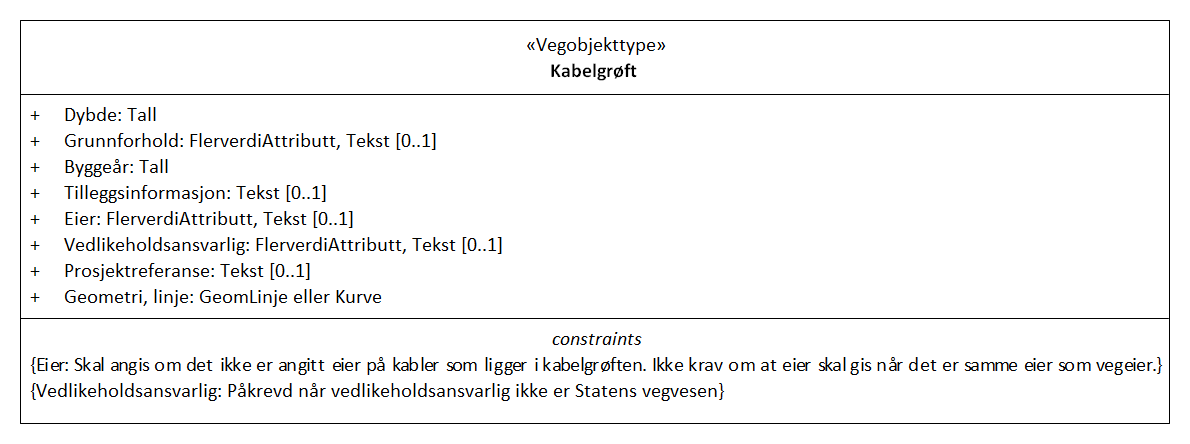 «Vegobjekttype»
Kabelgrøft
+ Dybde: Tall
+ Grunnforhold: FlerverdiAttributt, Tekst [0..1]
+ Byggeår: Tall
+ Tilleggsinformasjon: Tekst [0..1]
+ Eier: FlerverdiAttributt, Tekst [0..1]
+ Vedlikeholdsansvarlig: FlerverdiAttributt, Tekst [0..1]
+ Prosjektreferanse: Tekst [0..1]
+ Geometri, linje: GeomLinje eller Kurve
constraints
{Eier: Skal angis om det ikke er angitt eier på kabler som ligger i kabelgrøften. Ikke krav om at eier skal gis når det er samme eier som vegeier.}
{Vedlikeholdsansvarlig: Påkrevd når vedlikeholdsansvarlig ikke er Statens vegvesen}